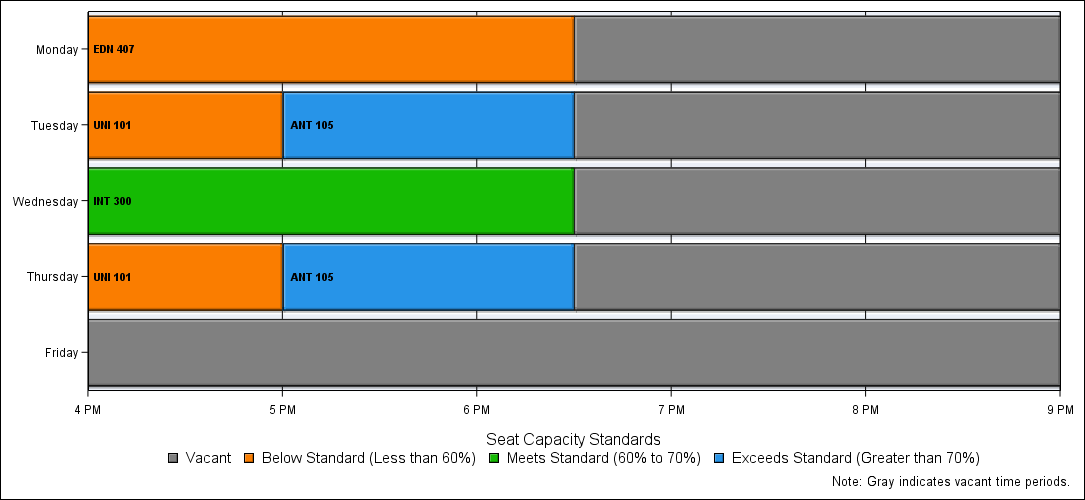 Monday
EDN 407
Tuesday
UNI 101
ANT 105
Wednesday
INT 300
Thursday
UNI 101
ANT 105
Friday
4 PM 5 PM 6 PM 7 PM 8 PM 9 PM
Seat Capacity Standards
Vacant Below Standard (Less than 60%) Meets Standard (60% to 70%) Exceeds Standard (Greater than 70%)
Note: Gray indicates vacant time periods.